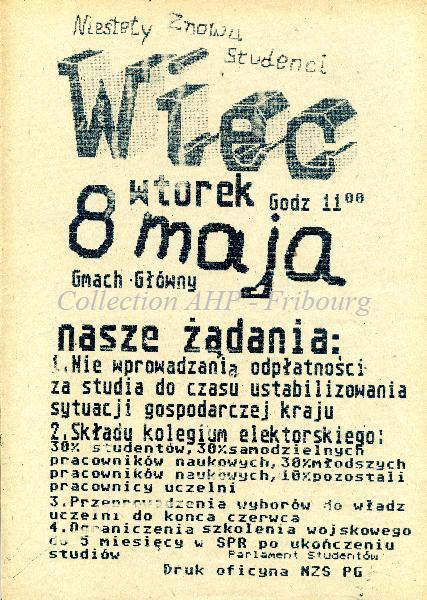 Niestety Znowu
Studenci
Wiec
wtorek Godz 11⁰⁰
8 maja
Gmach Główny
Collection AHP - Fribourg
nasze żądania:
1.Nie wprowadzanią odpłatności
za studia do czasu ustabilizowania
sytuacji gospodarczej kraju
2.Składu kolegium elektorskiego:
30% studentów,30%samodzielnych
pracowników naukowych,30%młodszych
pracowników naukowych,10%pozostali
pracownicy uczelni
3.Przeprowadzenia wyborów do władz
uczelni do końca czerwca
4.Ograniczenia szkolenia wojskowego
do 5 miesięcy w SPR po ukończeniu
studiów Parlament Studentów
Druk oficyna NZS PG